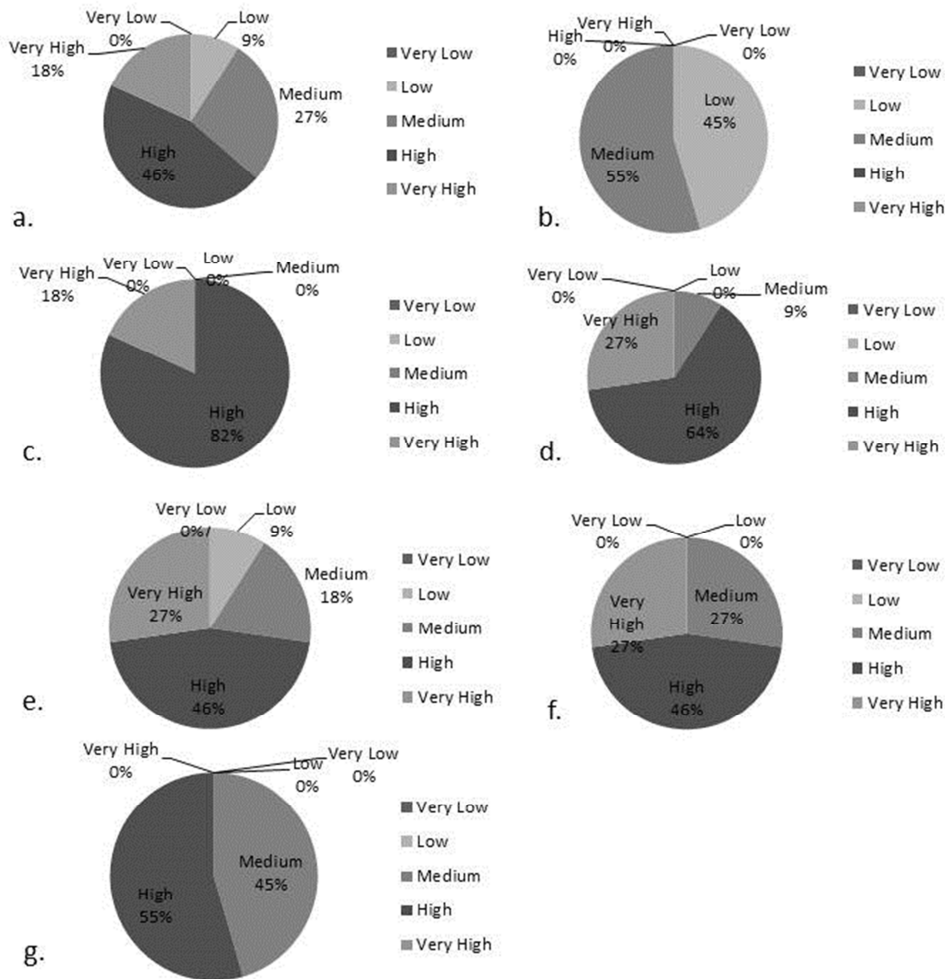 Very Low
0%
Low
9%
Very High
18%
Medium
27%
High
46%
Very Low
Low
Medium
High
Very High
a.
Very High
0%
High
0%
Very Low
0%
Low
45%
Medium
55%
Very Low
Low
Medium
High
Very High
b.
Very High
18%
Very Low
0%
Low
0%
Medium
0%
High
82%
Very Low
Low
Medium
High
Very High
c.
Very Low
0%
Low
0%
Medium
9%
Very High
27%
High
64%
Very Low
Low
Medium
High
Very High
d.
Very Low
0%
Low
9%
Medium
18%
Very High
27%
High
46%
Very Low
Low
Medium
High
Very High
e.
Very Low
0%
Low
0%
Medium
27%
Very
High
27%
High
46%
Very Low
Low
Medium
High
Very High
f.
Very High
0%
Very Low
0%
Low
0%
Medium
45%
High
55%
Very Low
Low
Medium
High
Very High
g.